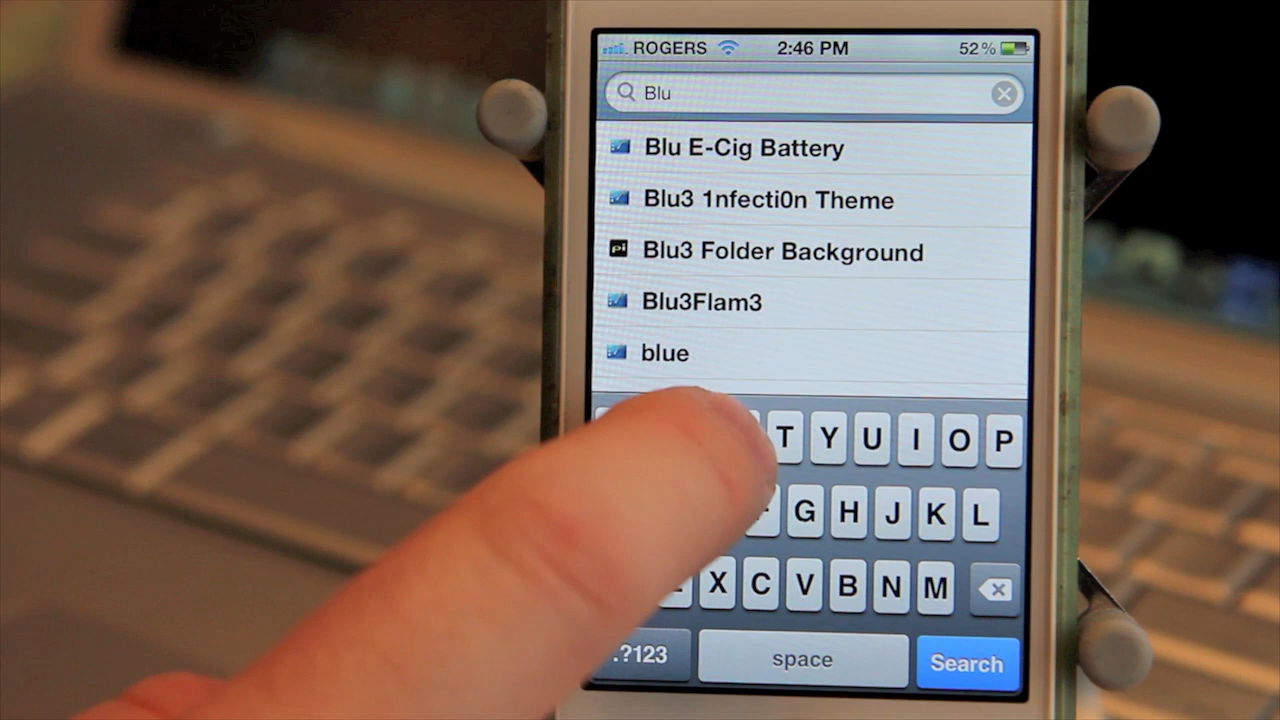 ROGERS 2:46 PM 52%
Blu
Blu E-Cig Battery
Blu3 1nfecti0n Theme
pi Blu3 Folder Background
Blu3Flam3
blue
T Y U I O P
G H J K L
X C V B N M
.?123 space Search